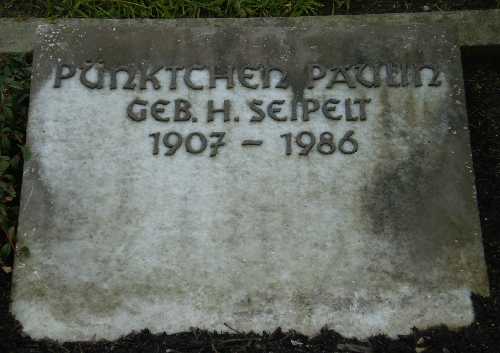 PÜNKTCHEN PAULIN
GEB. H. SEIPELT
1907 – 1986